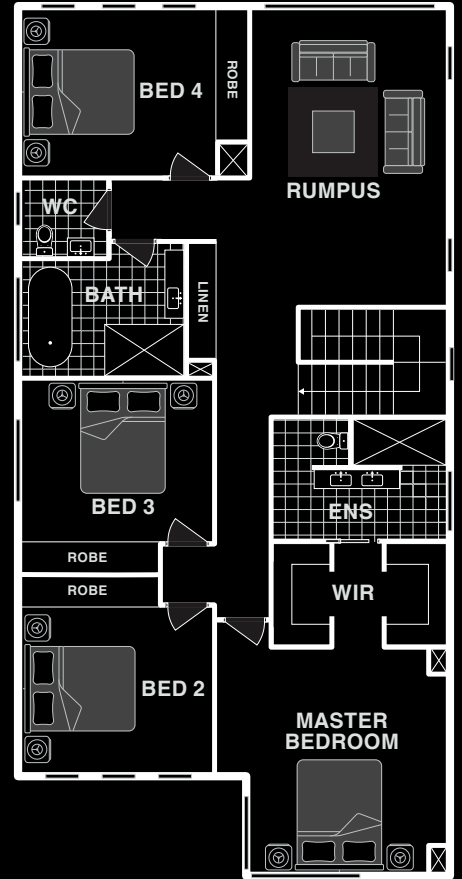 BED 4
ROBE
RUMPUS
WC
BATH
LINEN
BED 3
ENS
ROBE
ROBE
WIR
BED 2
MASTER
BEDROOM